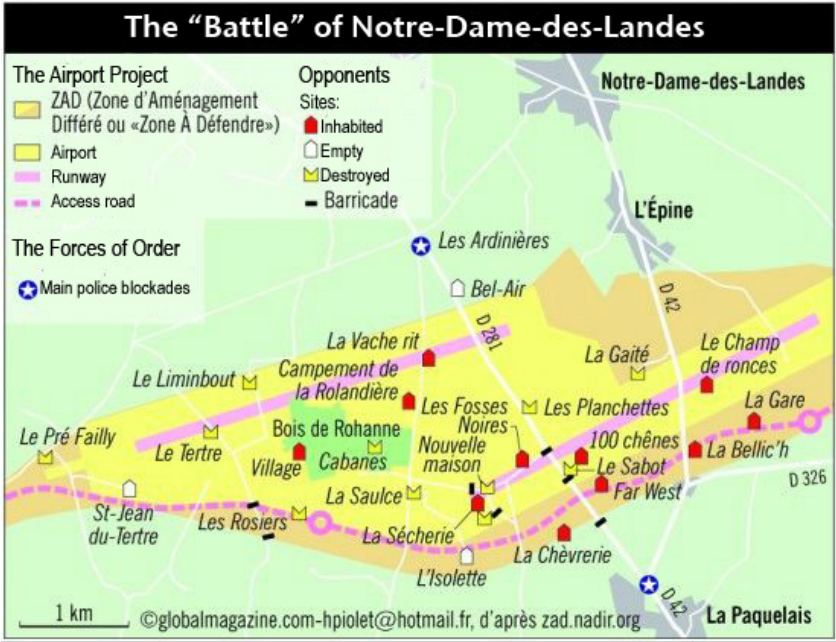 The "Battle" of Notre-Dame-des-Landes
The Airport Project
ZAD (Zone d'Aménagement
Différé ou «Zone À Défendre»)
Airport
Runway
Access road
Opponents
Sites:
Inhabited
Empty
Destroyed
Barricade
The Forces of Order
Main police blockades
Notre-Dame-des-Landes
L'Épine
Les Ardinières
Bel-Air
D 281
D 42
La Vache rit
Campement de
la Rolandière
La Gaité
Le Champ
de ronces
Le Liminbout
Les Fosses
Noires
Les Planchettes
La Gare
Le Pré Failly
Le Tertre
Bois de Rohanne
Village
Cabanes
Nouvelle
maison
100 chênes
Le Sabot
La Bellic'h
D 326
Far West
St-Jean
du-Tertre
Les Rosiers
La Saulce
La Sécherie
La Chèvrerie
L'Isolette
D 42
La Paquelais
1 km
©globalmagazine.com-hpiolet@hotmail.fr, d'après zad.nadir.org